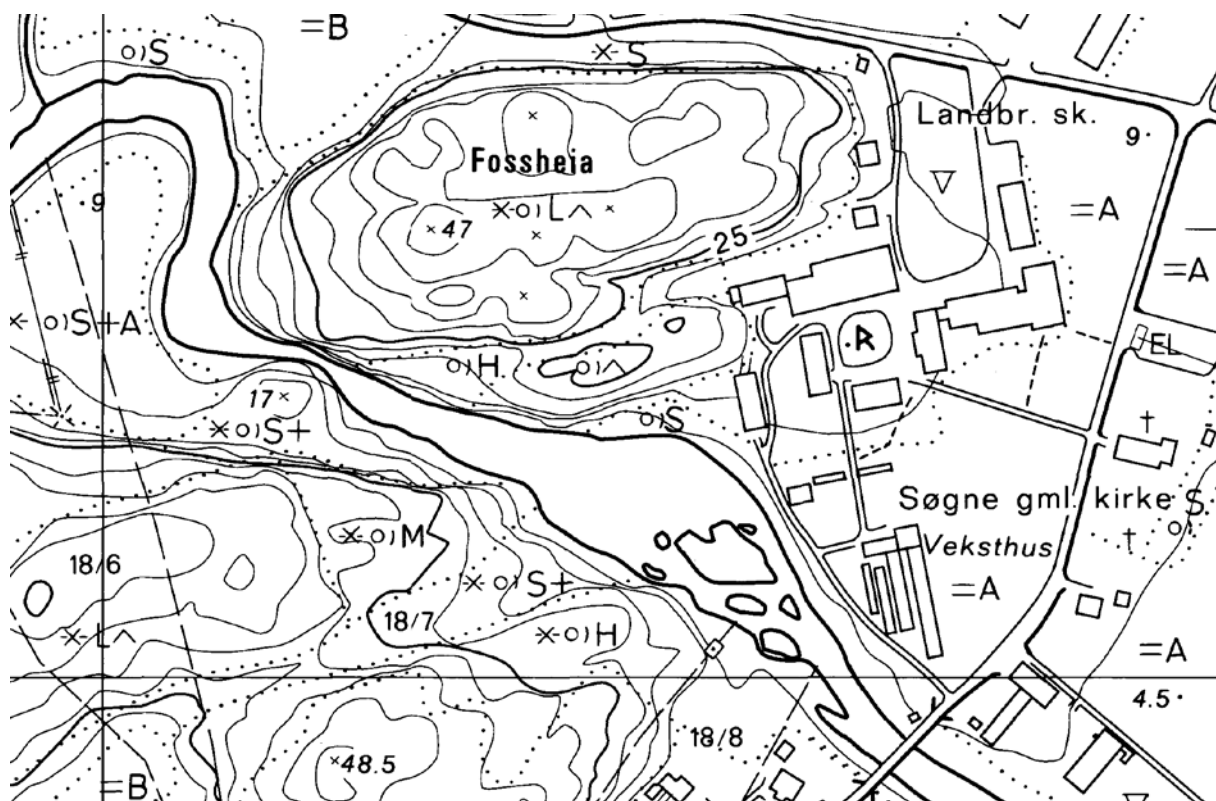 =B
o)S
S
Landbr. sk.
9
Fossheia
L^
=A
9
47
25
=A
o)S+A
R
EL
o)H
o)^
17
o)S
o)S+
Søgne gml. kirke
S
o)M
Veksthus
18/6
o)S+
=A
18/7
L^
o)H
=A
4.5
18/8
48.5
=B